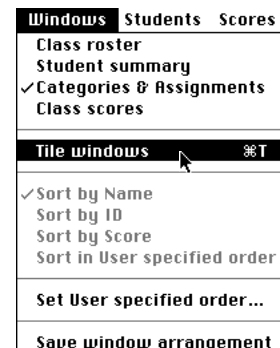 Windows Students Scores
Class roster
Student summary
✓Categories & Assignments
Class scores
Tile windows ⌘T
✓Sort by Name
Sort by ID
Sort by Score
Sort in User specified order
Set User specified order...
Save window arrangement